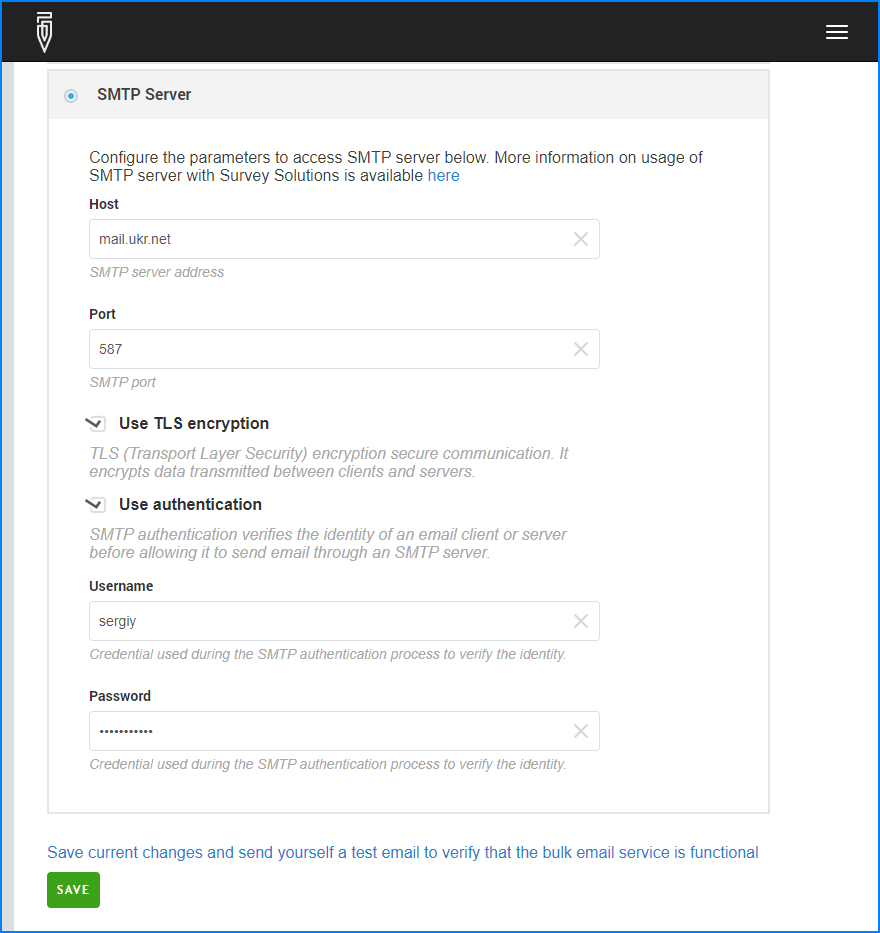 SMTP Server
Configure the parameters to access SMTP server below. More information on usage of
SMTP server with Survey Solutions is available here
Host
mail.ukr.net
SMTP server address
Port
587
SMTP port
Use TLS encryption
TLS (Transport Layer Security) encryption secure communication. It
encrypts data transmitted between clients and servers.
Use authentication
SMTP authentication verifies the identity of an email client or server
before allowing it to send email through an SMTP server.
Username
sergiy
Credential used during the SMTP authentication process to verify the identity.
Password
•••••••••••
Credential used during the SMTP authentication process to verify the identity.
Save current changes and send yourself a test email to verify that the bulk email service is functional
SAVE